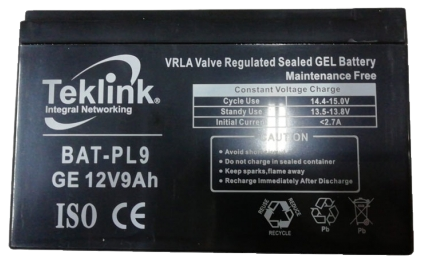 Teklink®
Integral Networking
BAT-PL9
GE 12V9Ah
ISO CE
VRLA Valve Regulated Sealed GEL Battery
Maintenance Free
Constant Voltage Charge
Cycle Use 14.4-15.0V
Standy Use 13.5-13.8V
Initial Current <2.7A
CAUTION
• Avoid short
• Do not charge in sealed container
• Keep sparks,flame away
• Recharge Immediately After Discharge
REDUCE
RECYCLE
Pb
Pb